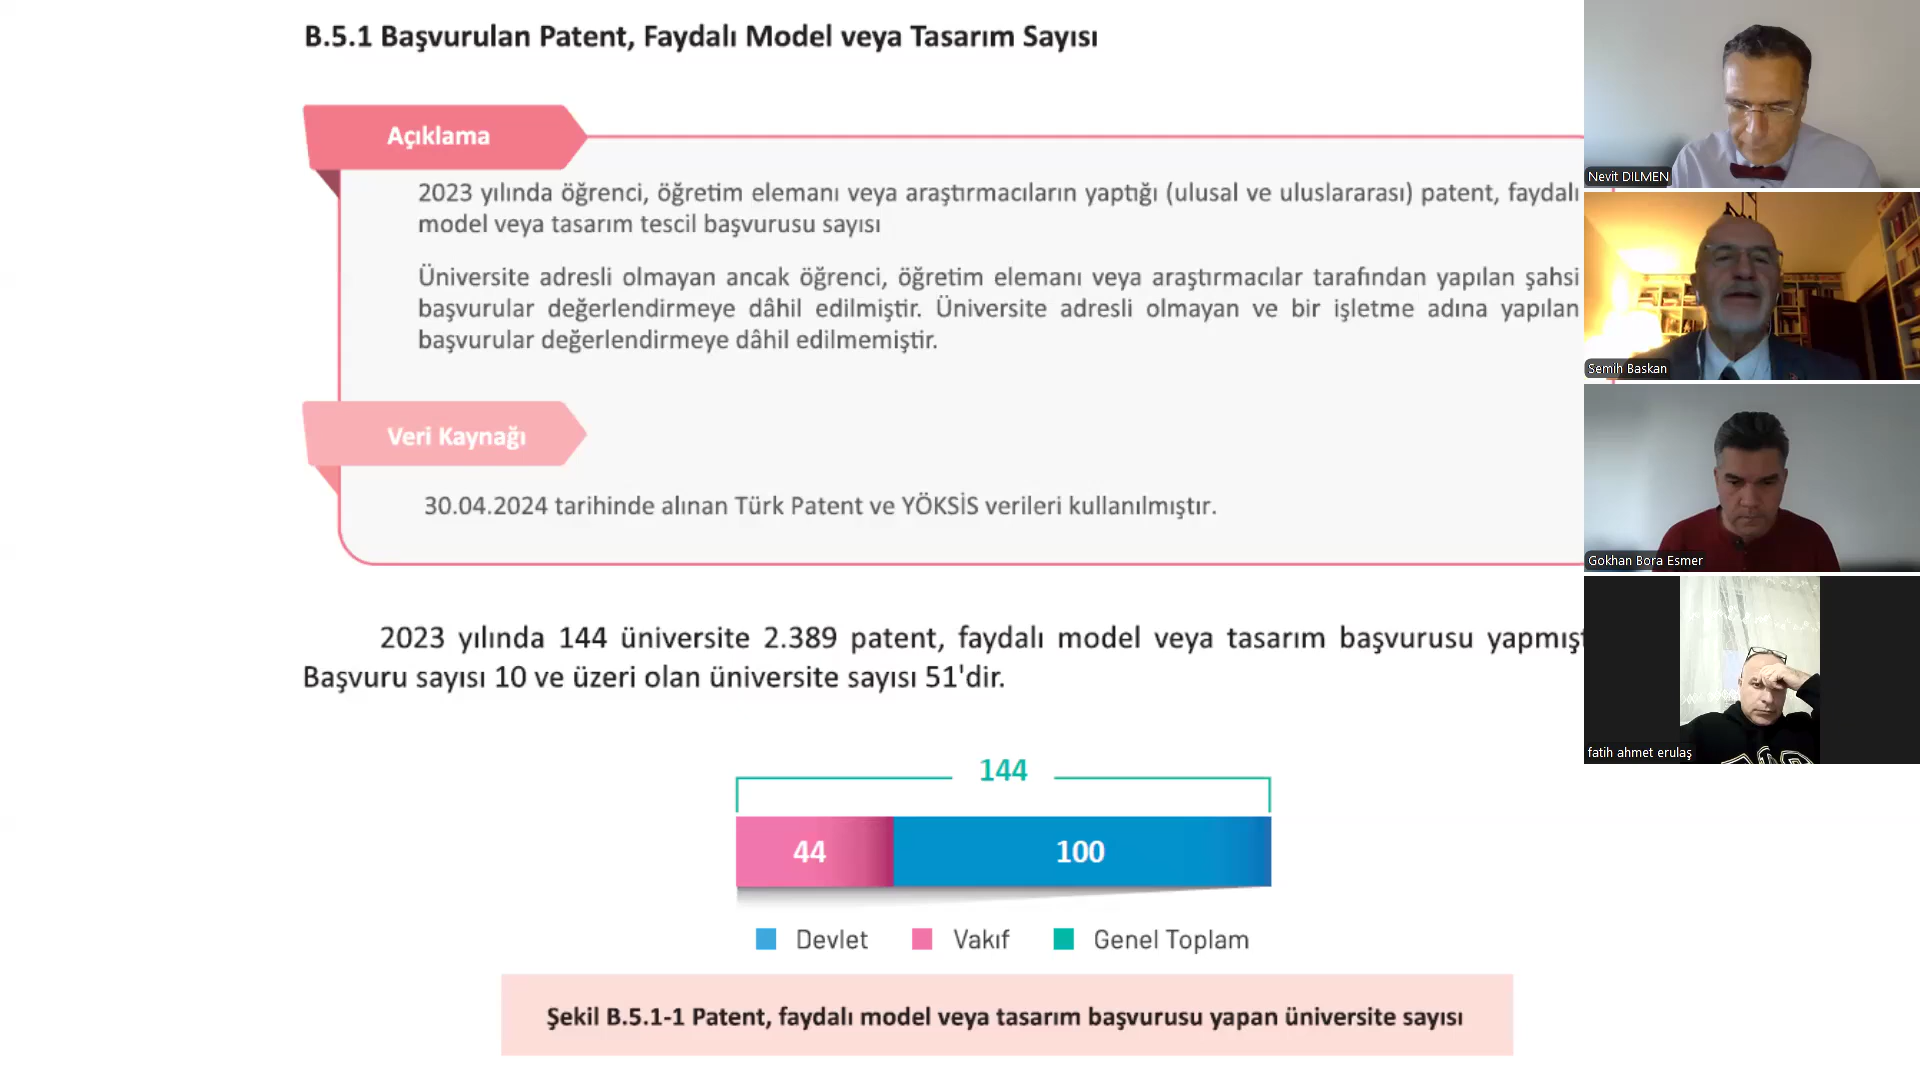 B.5.1 Başvurulan Patent, Faydalı Model veya Tasarım Sayısı
Açıklama
2023 yılında öğrenci, öğretim elemanı veya araştırmacıların yaptığı (ulusal ve uluslararası) patent, faydalı
model veya tasarım tescil başvurusu sayısı
Üniversite adresli olmayan ancak öğrenci, öğretim elemanı veya araştırmacılar tarafından yapılan şahsi
başvurular değerlendirmeye dâhil edilmiştir. Üniversite adresli olmayan ve bir işletme adına yapılan
başvurular değerlendirmeye dâhil edilmemiştir.
Veri Kaynağı
30.04.2024 tarihinde alınan Türk Patent ve YÖKSİS verileri kullanılmıştır.
2023 yılında 144 üniversite 2.389 patent, faydalı model veya tasarım başvurusu yapmışt
Başvuru sayısı 10 ve üzeri olan üniversite sayısı 51'dir.
144
44 100
Devlet Vakıf Genel Toplam
Şekil B.5.1-1 Patent, faydalı model veya tasarım başvurusu yapan üniversite sayısı
Nevit DILMEN
Semih Baskan
Gokhan Bora Esmer
fatih ahmet erulaş